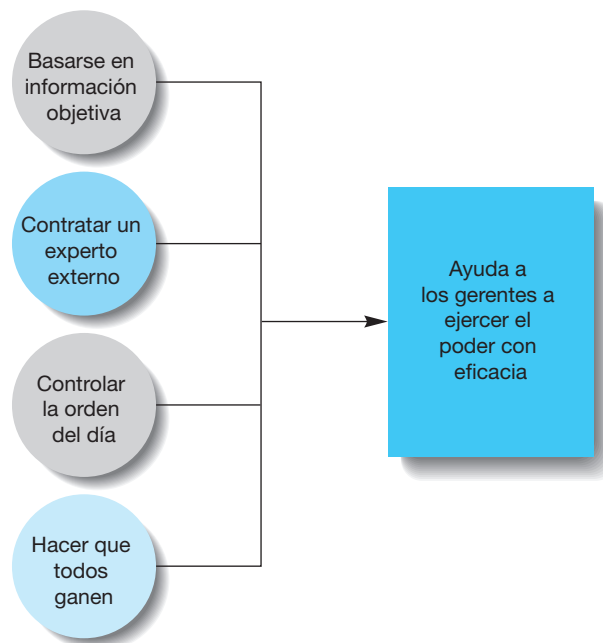 Basarse en
información
objetiva
Contratar un
experto
externo
Controlar
la orden
del día
Hacer que
todos
ganen
Ayuda a
los gerentes a
ejercer el
poder con
eficacia